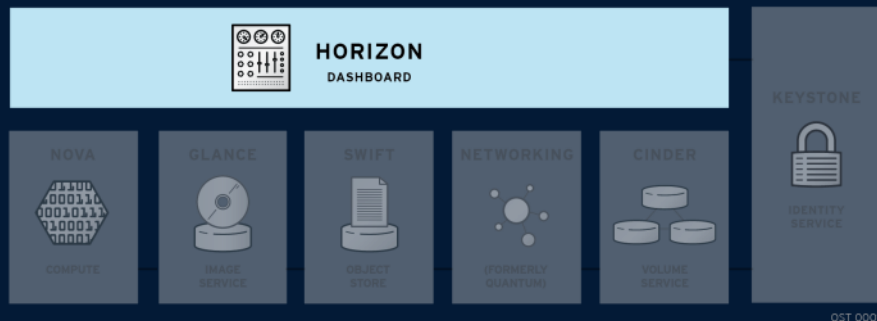 HORIZON
DASHBOARD
KEYSTONE
IDENTITY
SERVICE
NOVA
COMPUTE
GLANCE
IMAGE
SERVICE
SWIFT
OBJECT
STORE
NETWORKING
(FORMERLY
QUANTUM)
CINDER
VOLUME
SERVICE